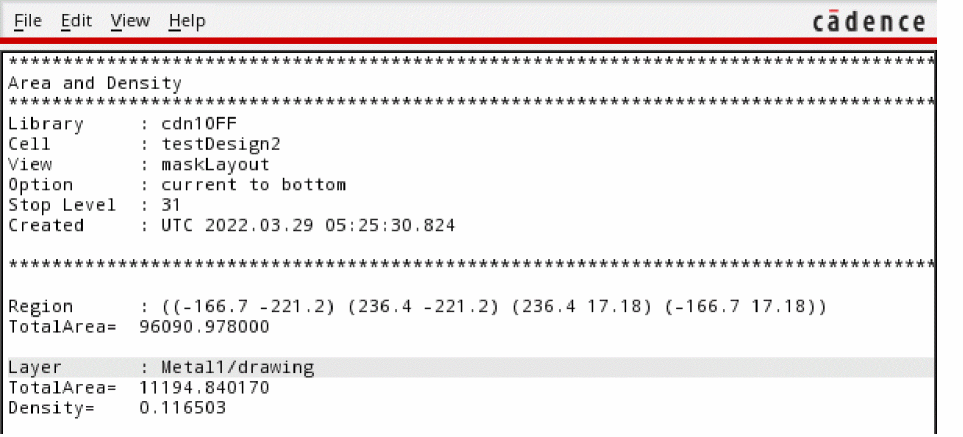 File Edit View Help cādence
*************************************************************************************
Area and Density
*************************************************************************************
Library : cdn10FF
Cell : testDesign2
View : maskLayout
Option : current to bottom
Stop Level : 31
Created : UTC 2022.03.29 05:25:30.824
*************************************************************************************
Region : ((-166.7 -221.2) (236.4 -221.2) (236.4 17.18) (-166.7 17.18))
TotalArea= 96090.978000
Layer : Metal1/drawing
TotalArea= 11194.840170
Density= 0.116503